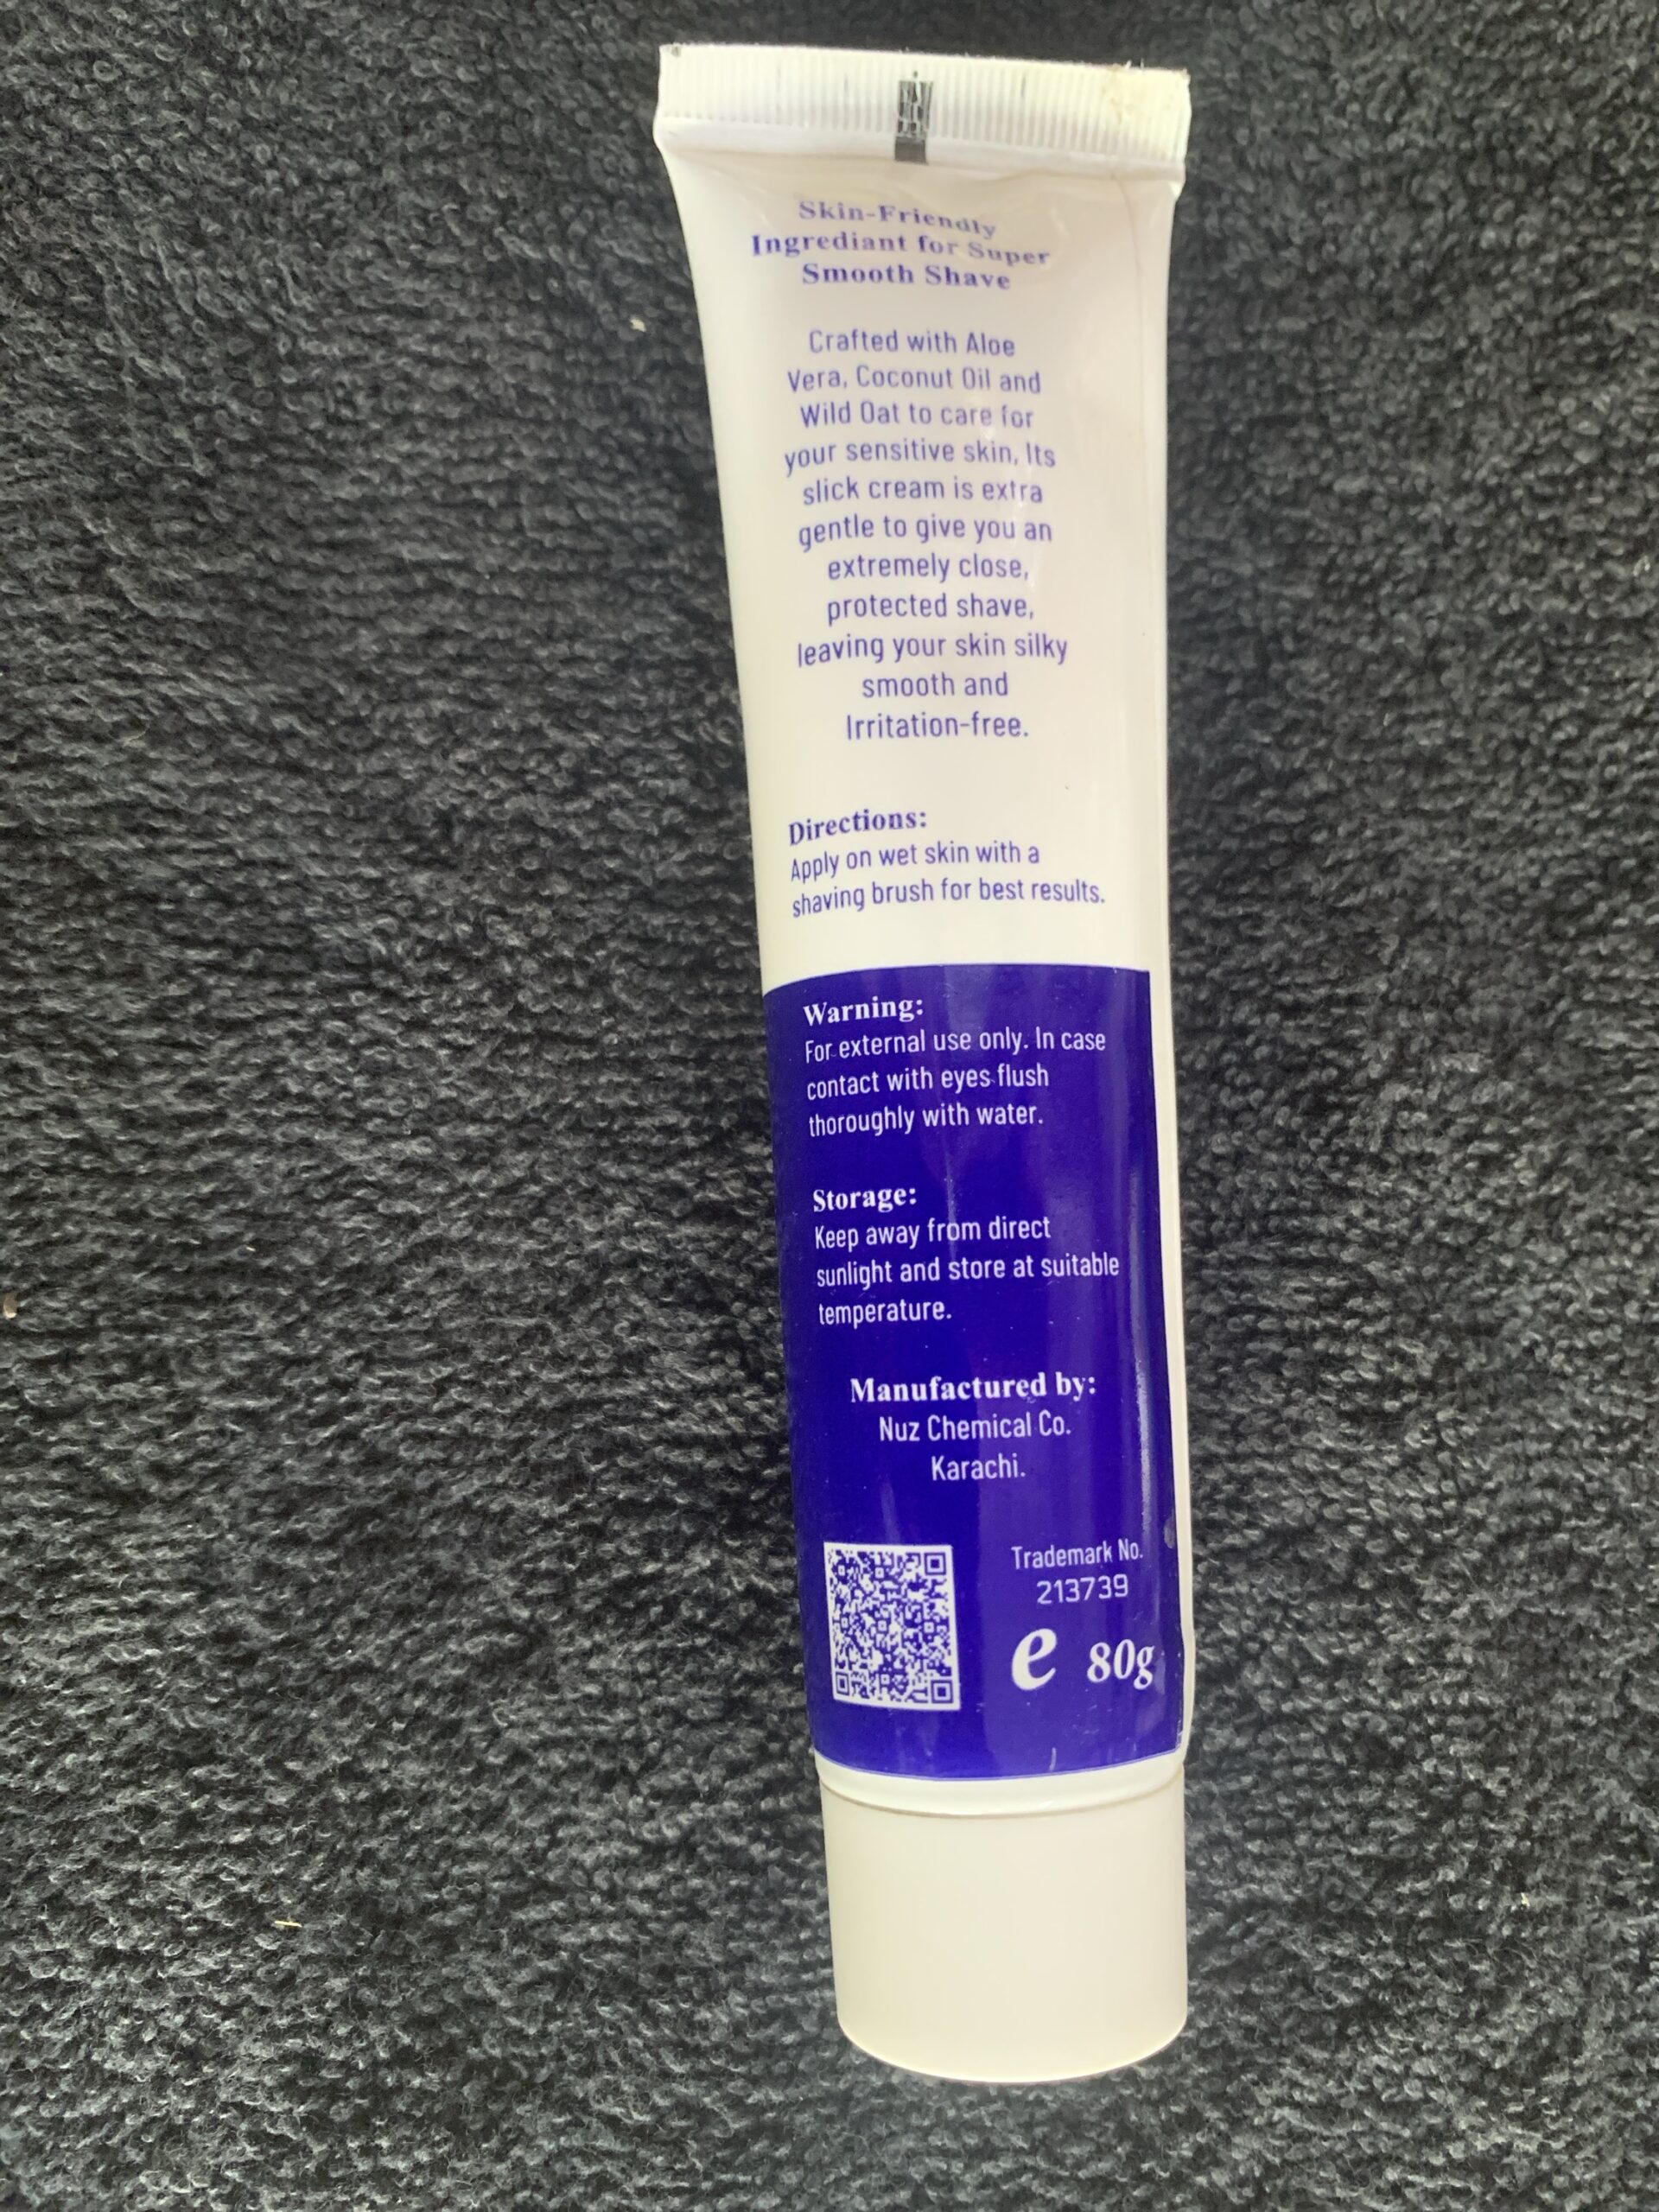 Skin-Friendly
Ingrediant for Super
Smooth Shave
Crafted with Aloe
Vera, Coconut Oil and
Wild Oat to care for
your sensitive skin, Its
slick cream is extra
gentle to give you an
extremely close,
protected shave,
leaving your skin silky
smooth and
Irritation-free.
Directions:
Apply on wet skin with a
shaving brush for best results.
Warning:
For external use only. In case
contact with eyes flush
thoroughly with water.
Storage:
Keep away from direct
sunlight and store at suitable
temperature.
Manufactured by:
Nuz Chemical Co.
Karachi.
Trademark No.
213739
e 80g